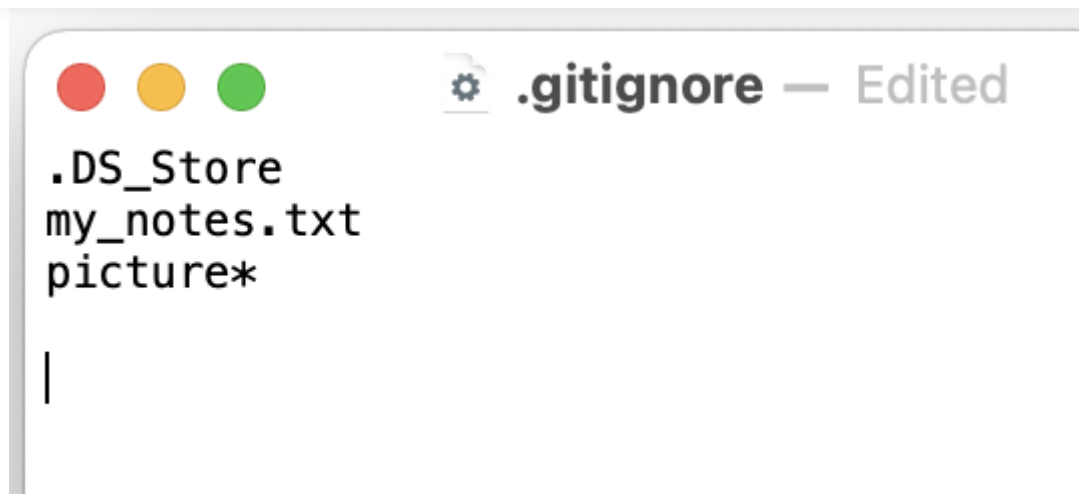 .gitignore — Edited
.DS_Store
my_notes.txt
picture*